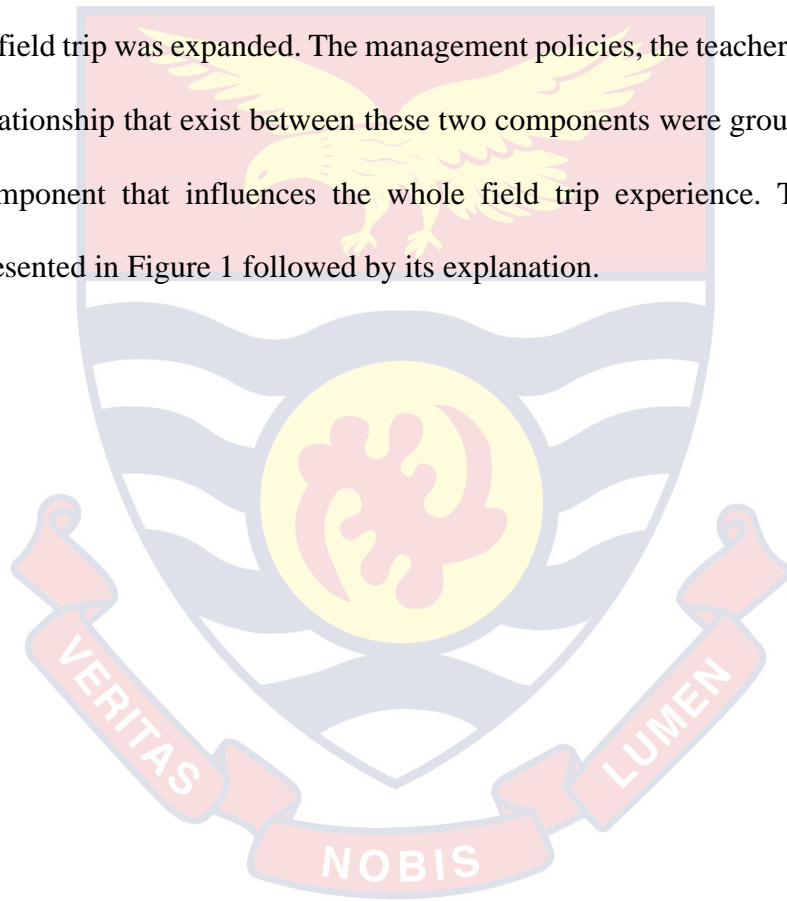 field trip was expanded. The management policies, the teacher
ationship that exist between these two components were grou
mponent that influences the whole field trip experience. T
esented in Figure 1 followed by its explanation.
VERITAS
NOBIS
LUMEN